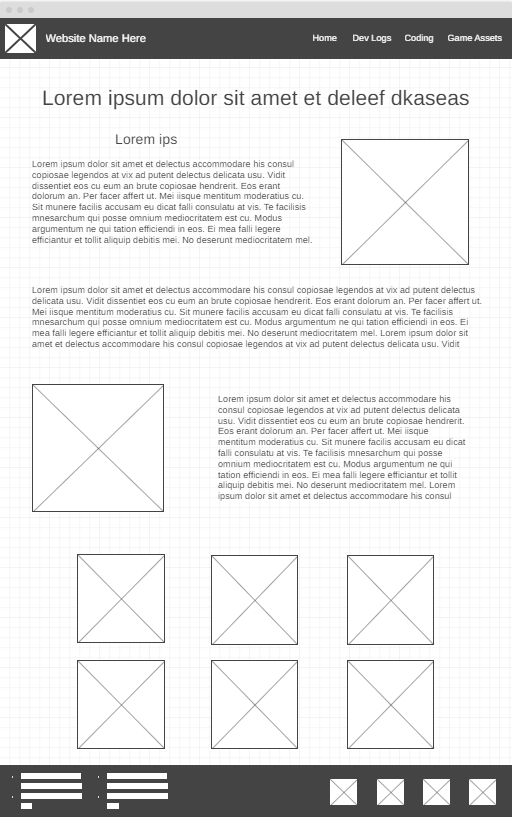 Website Name Here
Home Dev Logs Coding Game Assets
Lorem ipsum dolor sit amet et deleef dkaseas
Lorem ips
Lorem ipsum dolor sit amet et delectus accommodare his consul
copiosae legendos at vix ad putent delectus delicata usu. Vidit
dissentiet eos cu eum an brute copiosae hendrerit. Eos erant
dolorum an. Per facer affert ut. Mei iisque mentitum moderatius cu.
Sit munere facilis accusam eu dicat falli consulatu at vis. Te facilisis
mnesarchum qui posse omnium mediocritatem est cu. Modus
argumentum ne qui tation efficiendi in eos. Ei mea falli legere
efficiantur et tollit aliquip debitis mei. No deserunt mediocritatem mel.
Lorem ipsum dolor sit amet et delectus accommodare his consul copiosae legendos at vix ad putent delectus
delicata usu. Vidit dissentiet eos cu eum an brute copiosae hendrerit. Eos erant dolorum an. Per facer affert ut.
Mei iisque mentitum moderatius cu. Sit munere facilis accusam eu dicat falli consulatu at vis. Te facilisis
mnesarchum qui posse omnium mediocritatem est cu. Modus argumentum ne qui tation efficiendi in eos. Ei
mea falli legere efficiantur et tollit aliquip debitis mei. No deserunt mediocritatem mel. Lorem ipsum dolor sit
amet et delectus accommodare his consul copiosae legendos at vix ad putent delectus delicata usu. Vidit
Lorem ipsum dolor sit amet et delectus accommodare his
consul copiosae legendos at vix ad putent delectus delicata
usu. Vidit dissentiet eos cu eum an brute copiosae hendrerit.
Eos erant dolorum an. Per facer affert ut. Mei iisque
mentitum moderatius cu. Sit munere facilis accusam eu dicat
falli consulatu at vis. Te facilisis mnesarchum qui posse
omnium mediocritatem est cu. Modus argumentum ne qui
tation efficiendi in eos. Ei mea falli legere efficiantur et tollit
aliquip debitis mei. No deserunt mediocritatem mel. Lorem
ipsum dolor sit amet et delectus accommodare his consul